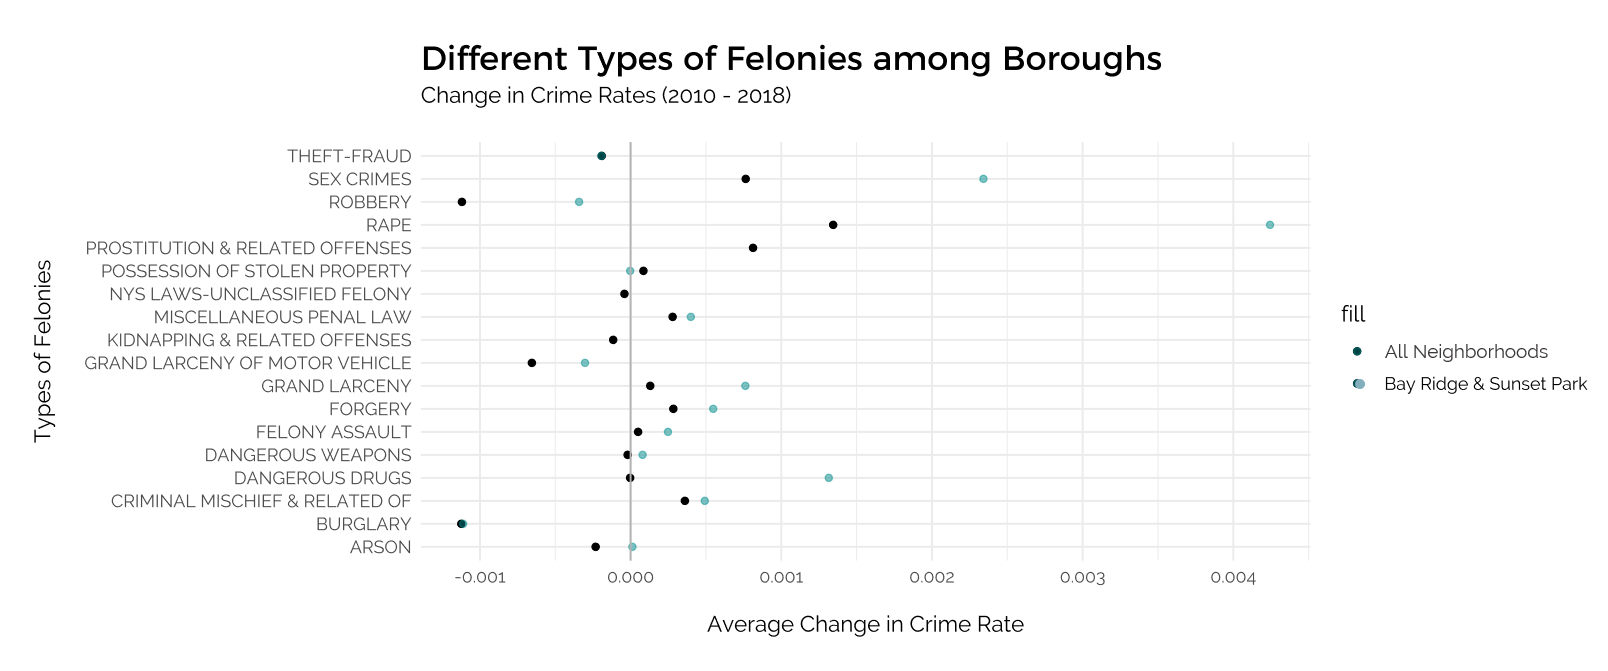 Different Types of Felonies among Boroughs
Change in Crime Rates (2010 - 2018)
Types of Felonies
THEFT-FRAUD
SEX CRIMES
ROBBERY
RAPE
PROSTITUTION & RELATED OFFENSES
POSSESSION OF STOLEN PROPERTY
NYS LAWS-UNCLASSIFIED FELONY
MISCELLANEOUS PENAL LAW
KIDNAPPING & RELATED OFFENSES
GRAND LARCENY OF MOTOR VEHICLE
GRAND LARCENY
FORGERY
FELONY ASSAULT
DANGEROUS WEAPONS
DANGEROUS DRUGS
CRIMINAL MISCHIEF & RELATED OF
BURGLARY
ARSON
-0.001 0.000 0.001 0.002 0.003 0.004
Average Change in Crime Rate
fill
All Neighborhoods
Bay Ridge & Sunset Park